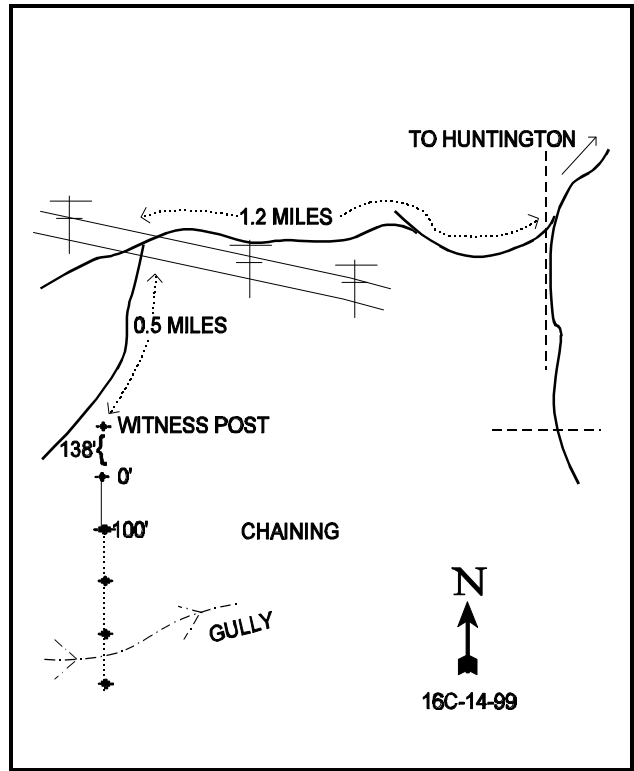 TO HUNTINGTON
1.2 MILES
0.5 MILES
WITNESS POST
138'
0'
100'
CHAINING
N
GULLY
16C-14-99